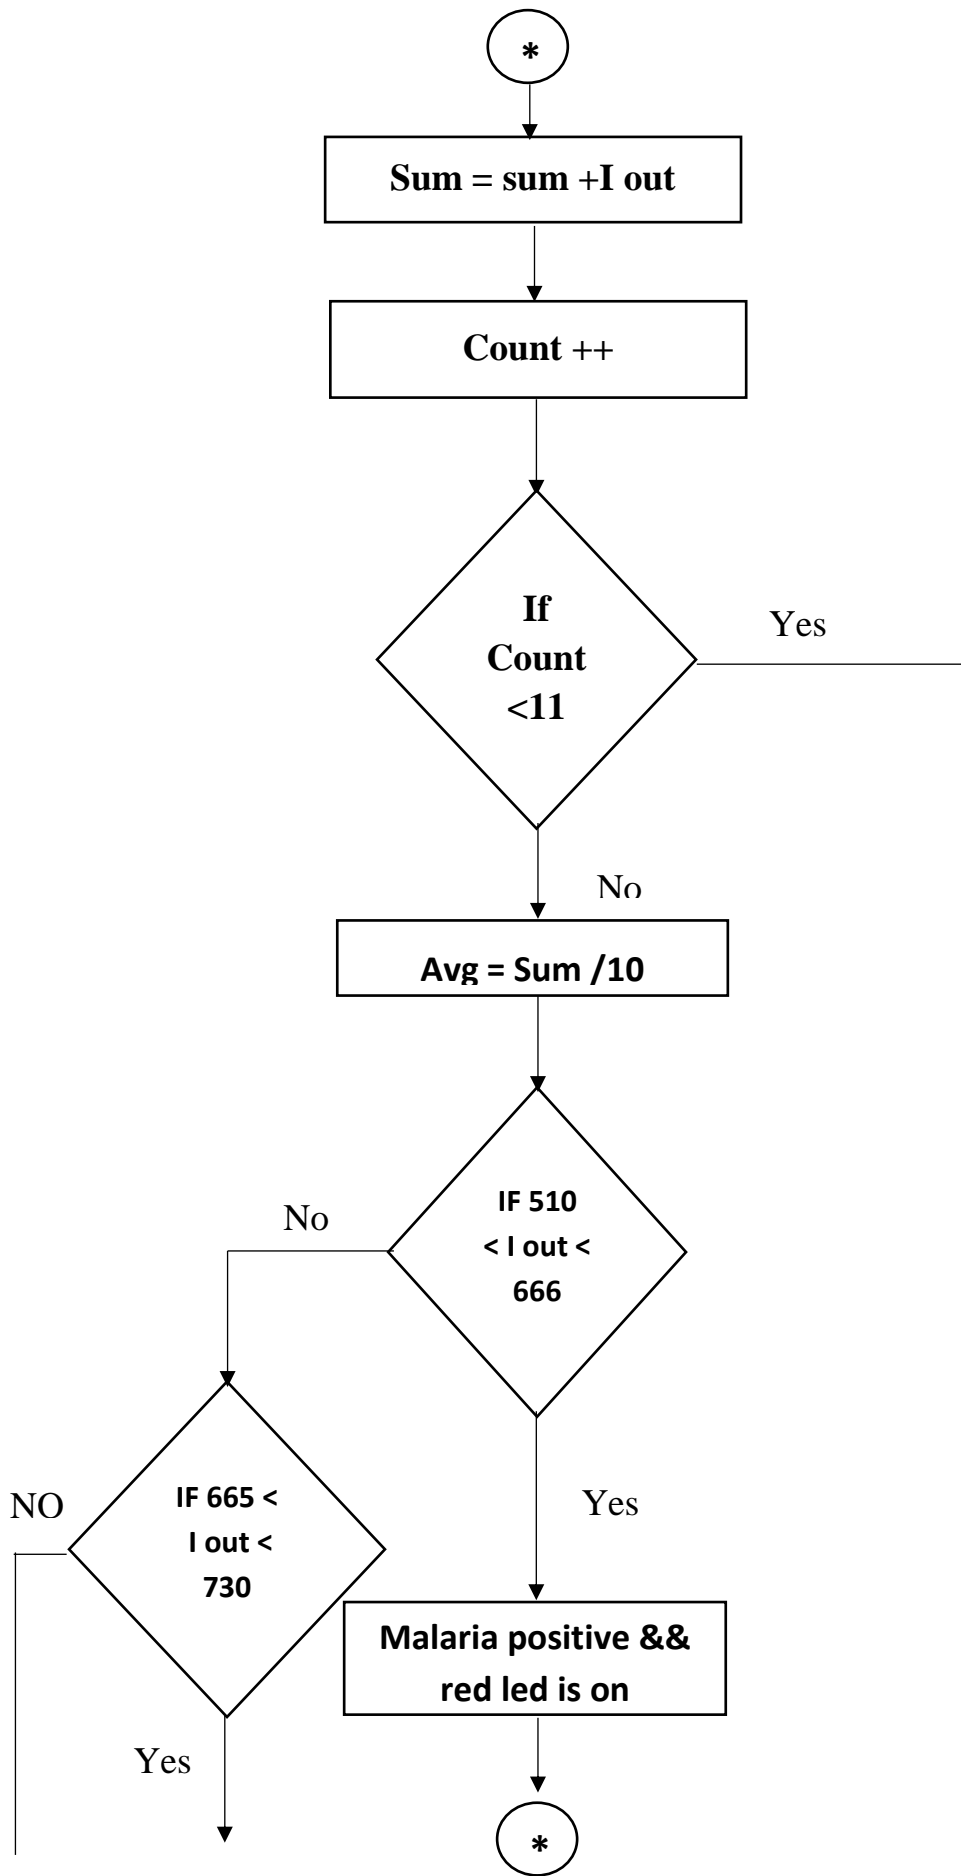 *
Sum = sum +I out
Count ++
If
Count
<11
Yes
No
Avg = Sum /10
IF 510
< I out <
666
No
IF 665 <
I out <
730
NO
Yes
Malaria positive &&
red led is on
Yes
*